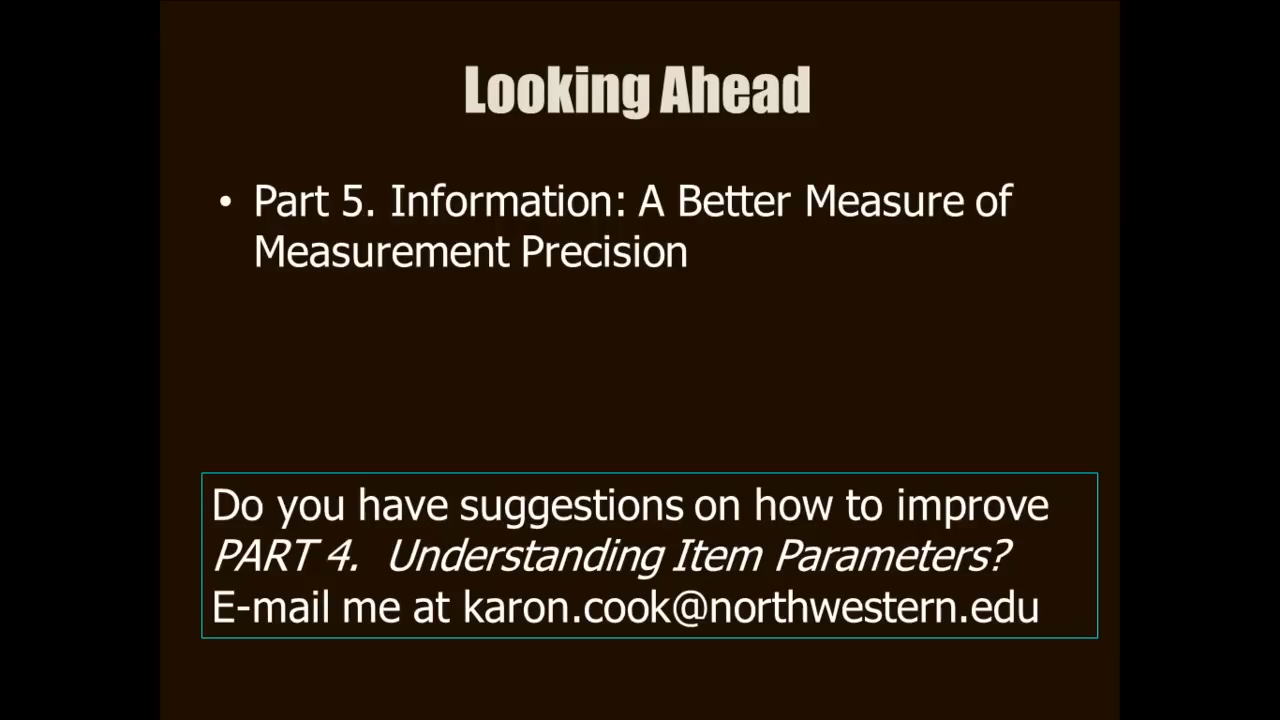 Looking Ahead
• Part 5. Information: A Better Measure of
Measurement Precision
Do you have suggestions on how to improve
PART 4. Understanding Item Parameters?
E-mail me at karon.cook@northwestern.edu